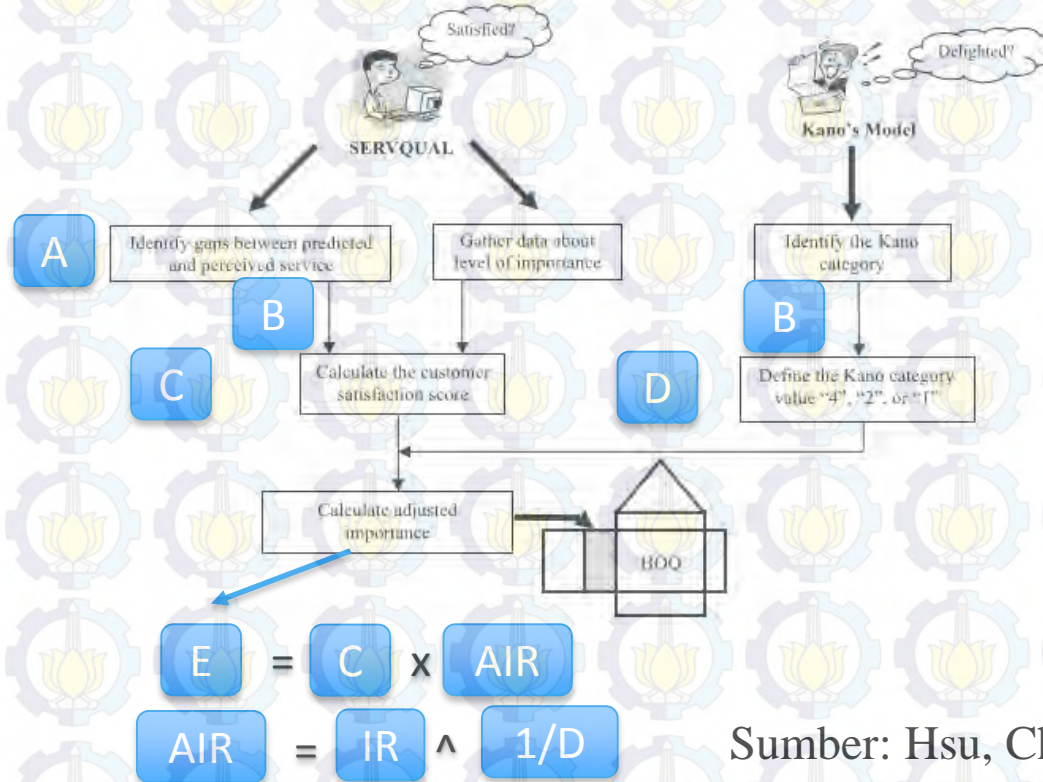 Satisfied?
Delighted?
SERVQUAL
Kano's Model
A
Identify gaps between predicted
and perceived service
Gather data about
level of importance
Identify the Kano
category
B
B
C
Calculate the customer
satisfaction score
D
Define the Kano category
value "4", "2", or "1"
Calculate adjusted
importance
HOQ
E = C x AIR
AIR = IR ^ 1/D
Sumber: Hsu,